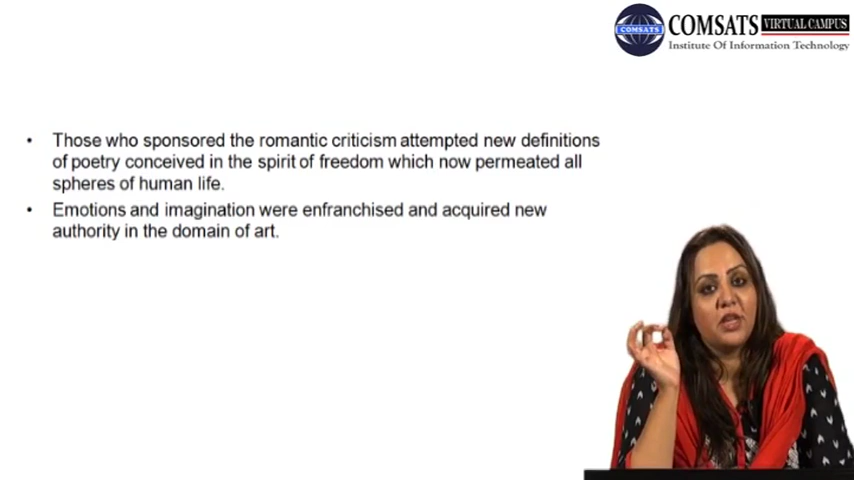 COMSATS
COMSATS VIRTUAL CAMPUS
Institute Of Information Technology
• Those who sponsored the romantic criticism attempted new definitions
of poetry conceived in the spirit of freedom which now permeated all
spheres of human life.
• Emotions and imagination were enfranchised and acquired new
authority in the domain of art.